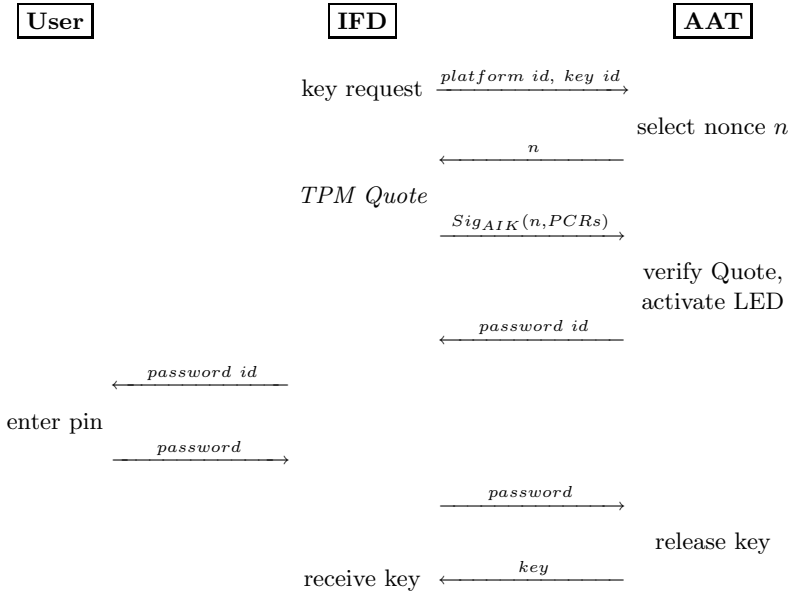 User IFD AAT
platform id, key id
key request
select nonce n
n
TPM Quote
Sig_AIK(n,PCRs)
verify Quote,
activate LED
password id
password id
enter pin
password
password
release key
key
receive key